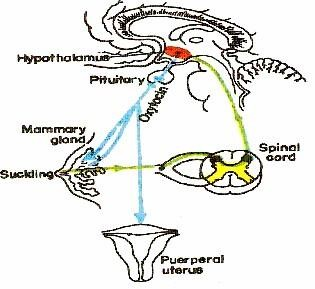 Hypothalamus
Pituitary
Oxytocin
Mammary
gland
Spinal
cord
Suckling
Puerperal
uterus